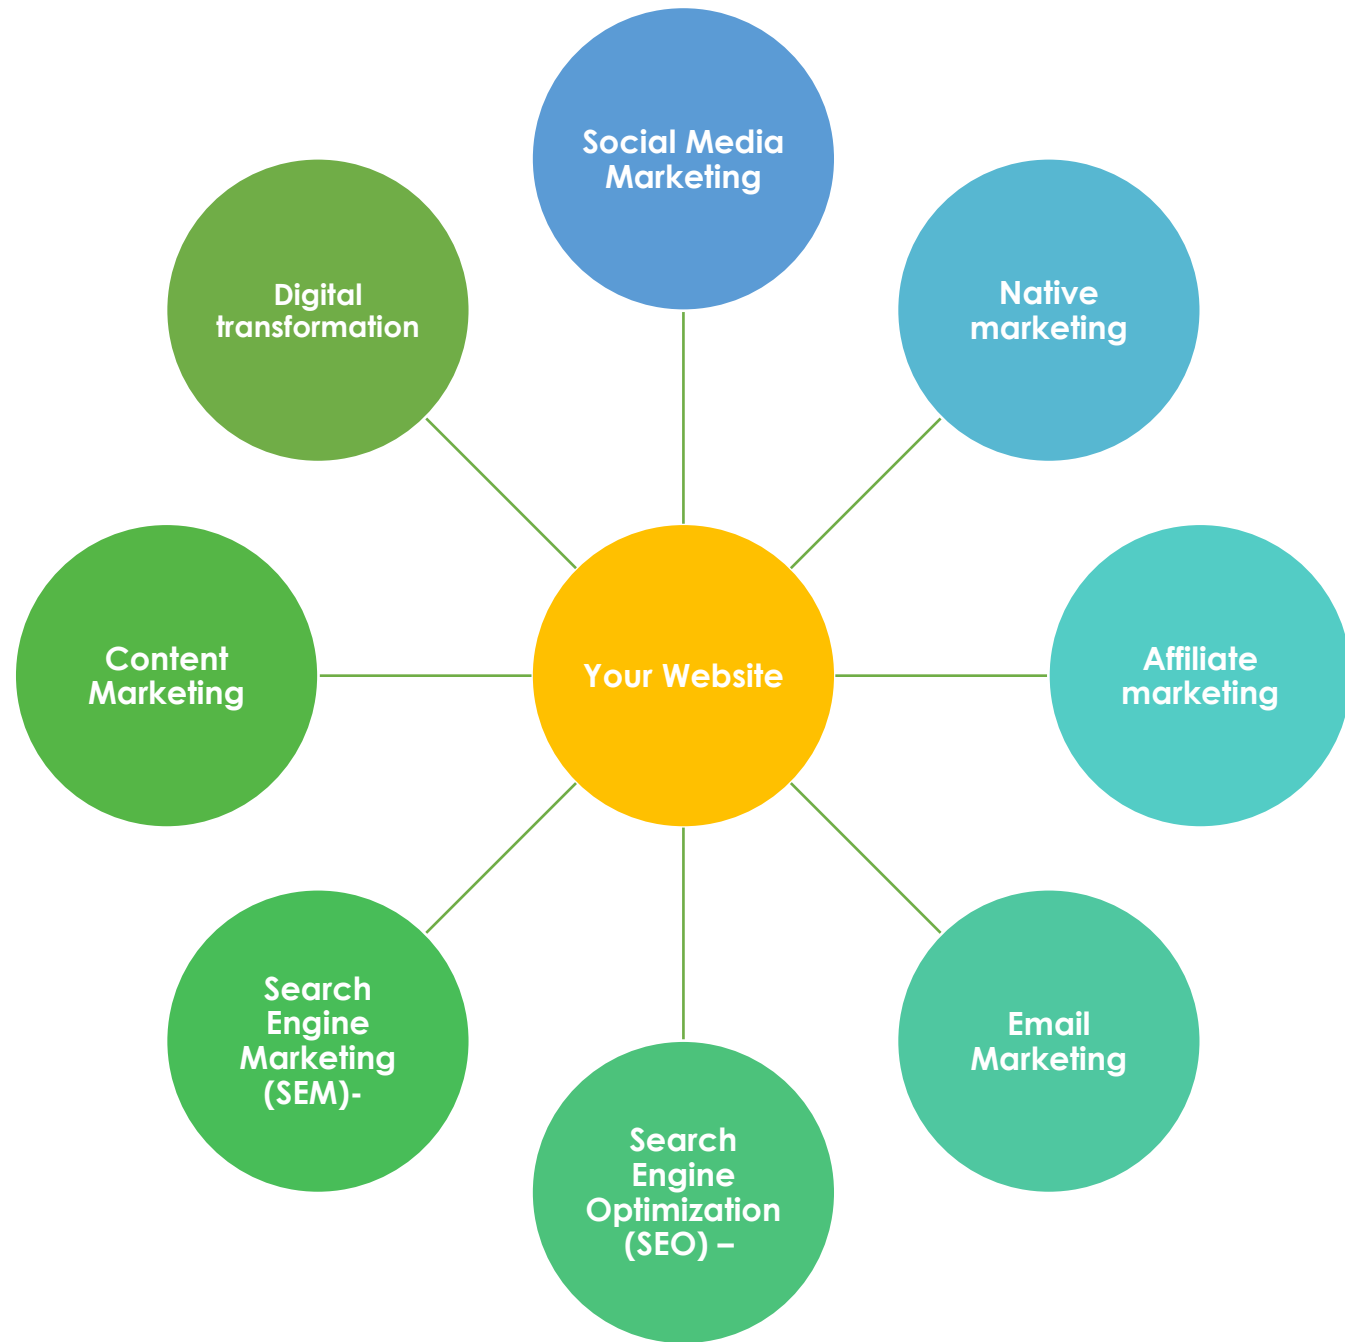 Social Media
Marketing
Native
marketing
Affiliate
marketing
Email
Marketing
Search
Engine
Optimization
(SEO) –
Search
Engine
Marketing
(SEM)-
Content
Marketing
Digital
transformation
Your Website